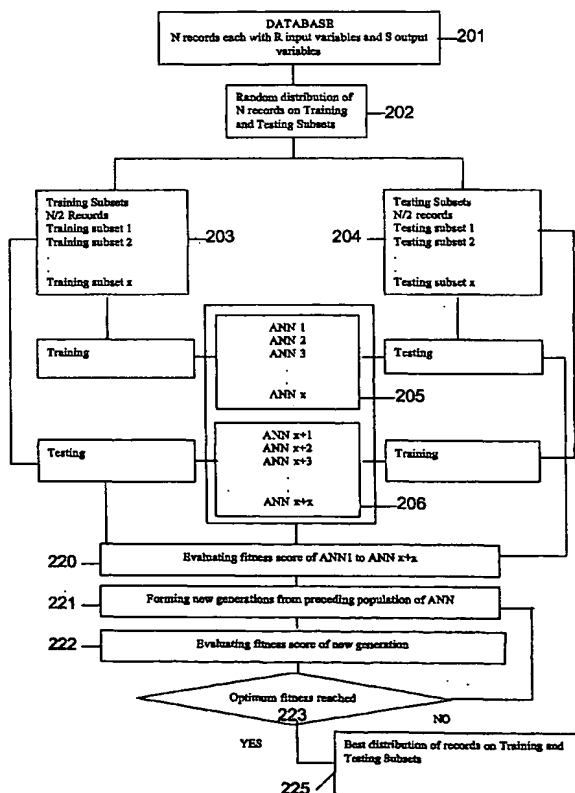 DATABASE
N records each with R input variables and S output
variables
201
Random distribution of
N records on Training
and Testing Subsets
202
Training Subsets
N/2 Records
Training subset 1
Training subset 2
.
.
Training subset x
203
204
Testing Subsets
N/2 records
Testing subset 1
Testing subset 2
.
.
Testing subset x
Training
ANN 1
ANN 2
ANN 3
.
.
ANN x
Testing
205
Testing
ANN x+1
ANN x+2
ANN x+3
.
.
ANN x+x
Training
206
220
Evaluating fitness score of ANN1 to ANN x+x
221
Forming new generations from preceding population of ANN
222
Evaluating fitness score of new generation
Optimum fitness reached
223
NO
YES
Best distribution of records on Training and
Testing Subsets
225